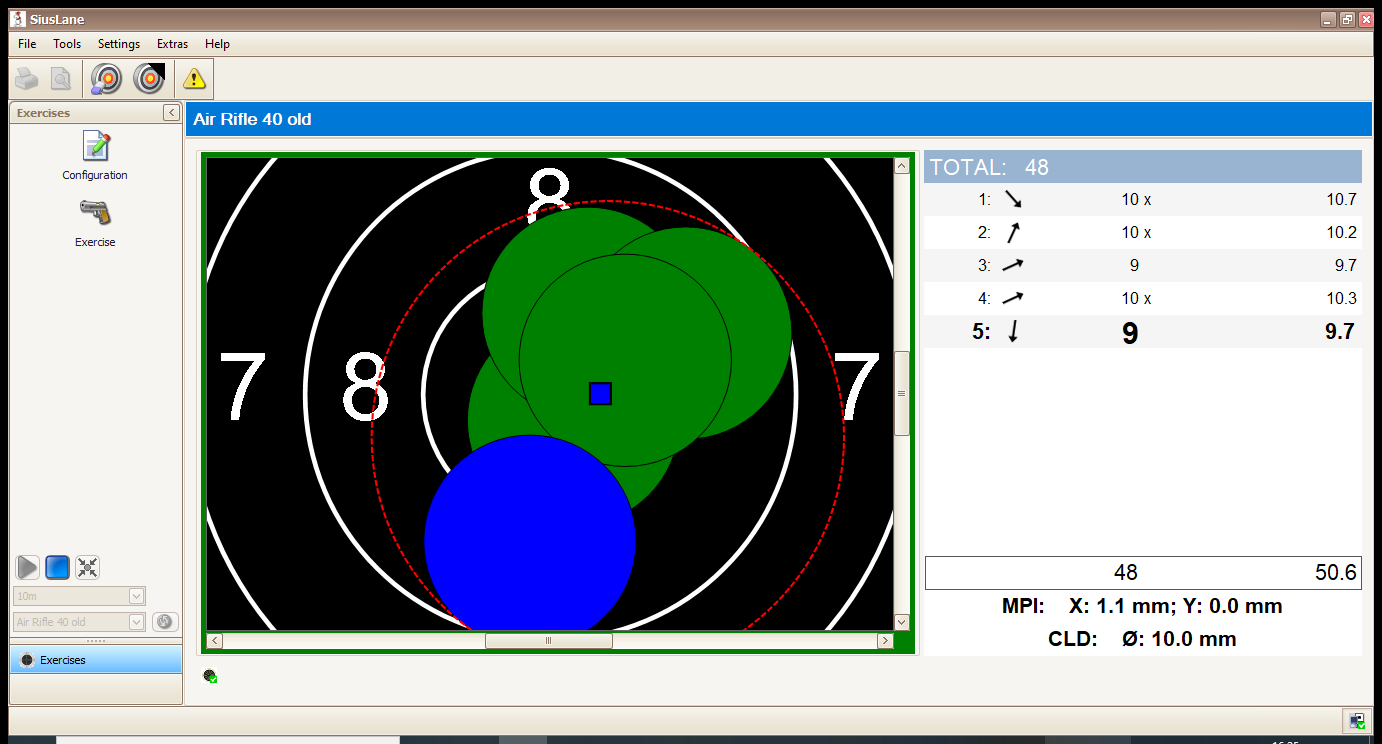 SiusLane
File Tools Settings Extras Help
Exercises
Configuration
Exercise
10m
Air Rifle 40 old
Exercises
Air Rifle 40 old
8
7 8 7
TOTAL: 48
1: 10 x 10.7
2: 10 x 10.2
3: 9 9.7
4: 10 x 10.3
5: 9 9.7
48 50.6
MPI: X: 1.1 mm; Y: 0.0 mm
CLD: Ø: 10.0 mm